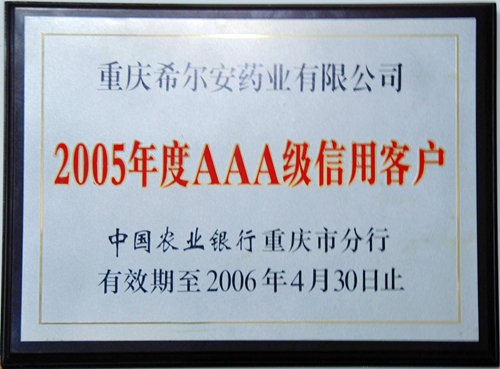 重庆希尔安药业有限公司
2005年度AAA级信用客户
中国农业银行重庆市分行
有效期至2006年4月30日止